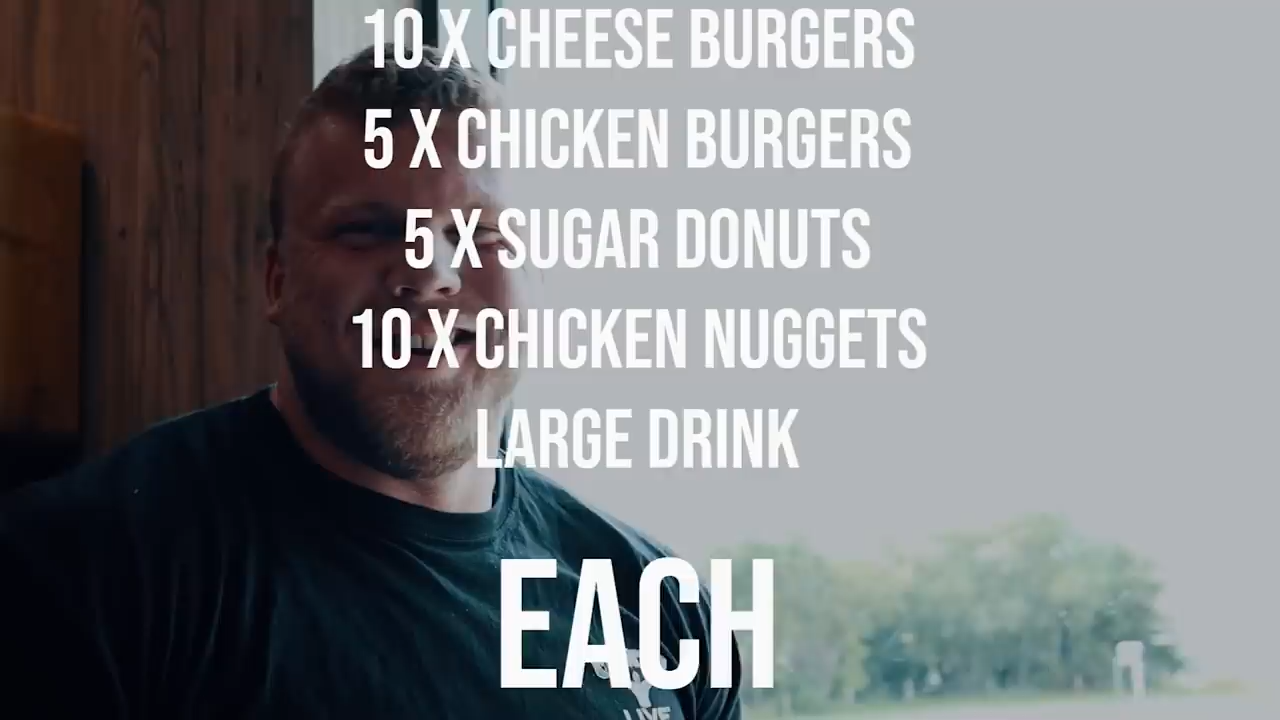 10 X CHEESE BURGERS
5 X CHICKEN BURGERS
5 X SUGAR DONUTS
10 X CHICKEN NUGGETS
LARGE DRINK
EACH
LIVE